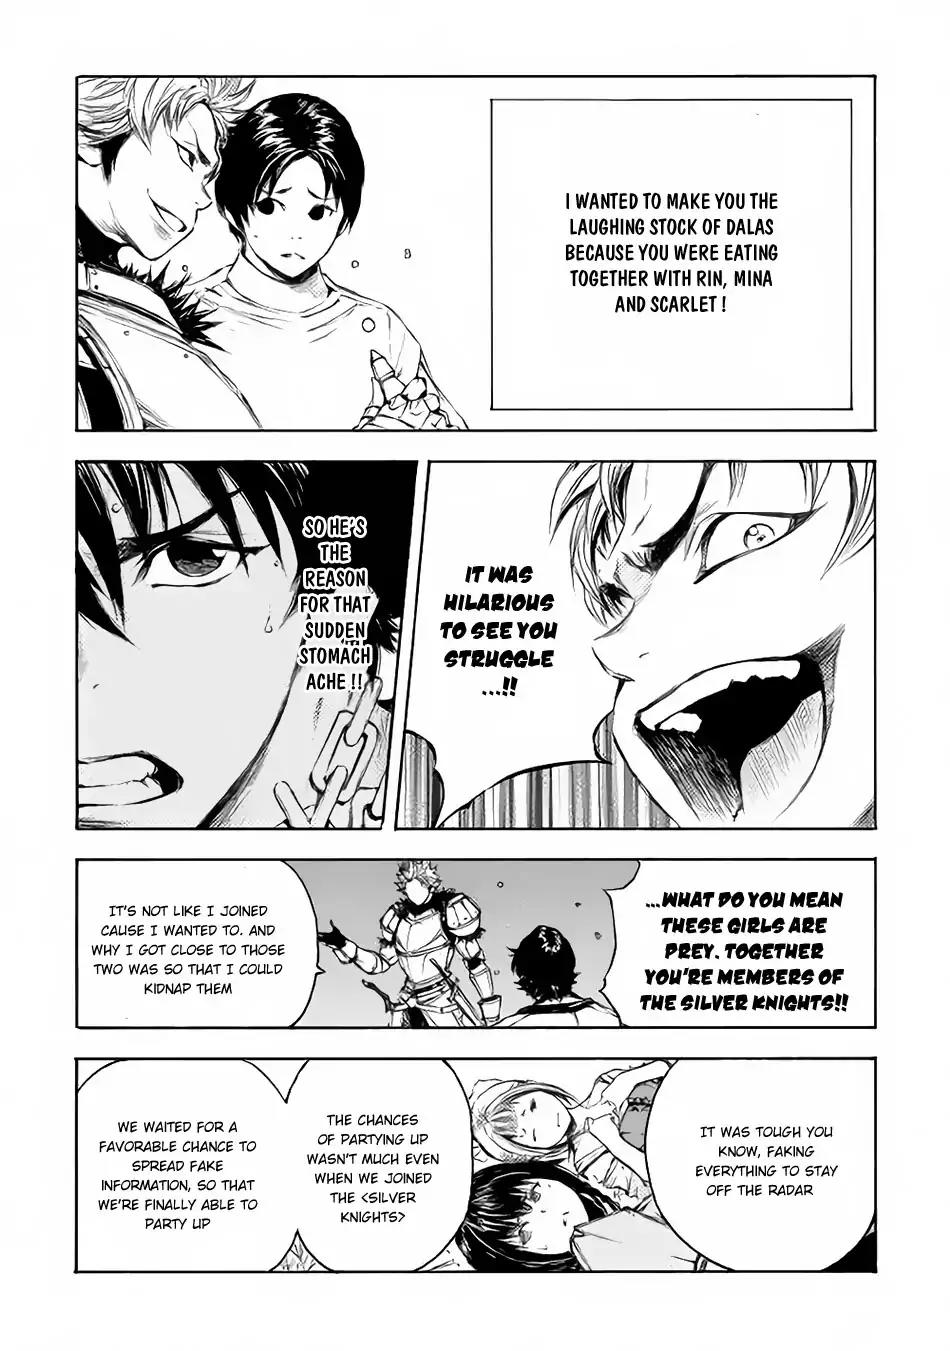 I WANTED TO MAKE YOU THE
LAUGHING STOCK OF DALAS
BECAUSE YOU WERE EATING
TOGETHER WITH RIN, MINA
AND SCARLET !
IT WAS
HILARIOUS
TO SEE YOU
STRUGGLE
...!!
SO HE'S
THE
REASON
FOR THAT
SUDDEN
STOMACH
ACHE !!
...WHAT DO YOU MEAN
THESE GIRLS ARE
PREY. TOGETHER
YOU'RE MEMBERS OF
THE SILVER KNIGHTS!!
IT'S NOT LIKE I JOINED
CAUSE I WANTED TO. AND
WHY I GOT CLOSE TO THOSE
TWO WAS SO THAT I COULD
KIDNAP THEM
IT WAS TOUGH YOU
KNOW, FAKING
EVERYTHING TO STAY
OFF THE RADAR
THE CHANCES
OF PARTYING UP
WASN'T MUCH EVEN
WHEN WE JOINED
THE <SILVER
KNIGHTS>
WE WAITED FOR A
FAVORABLE CHANCE TO
SPREAD FAKE
INFORMATION, SO THAT
WE'RE FINALLY ABLE TO
PARTY UP